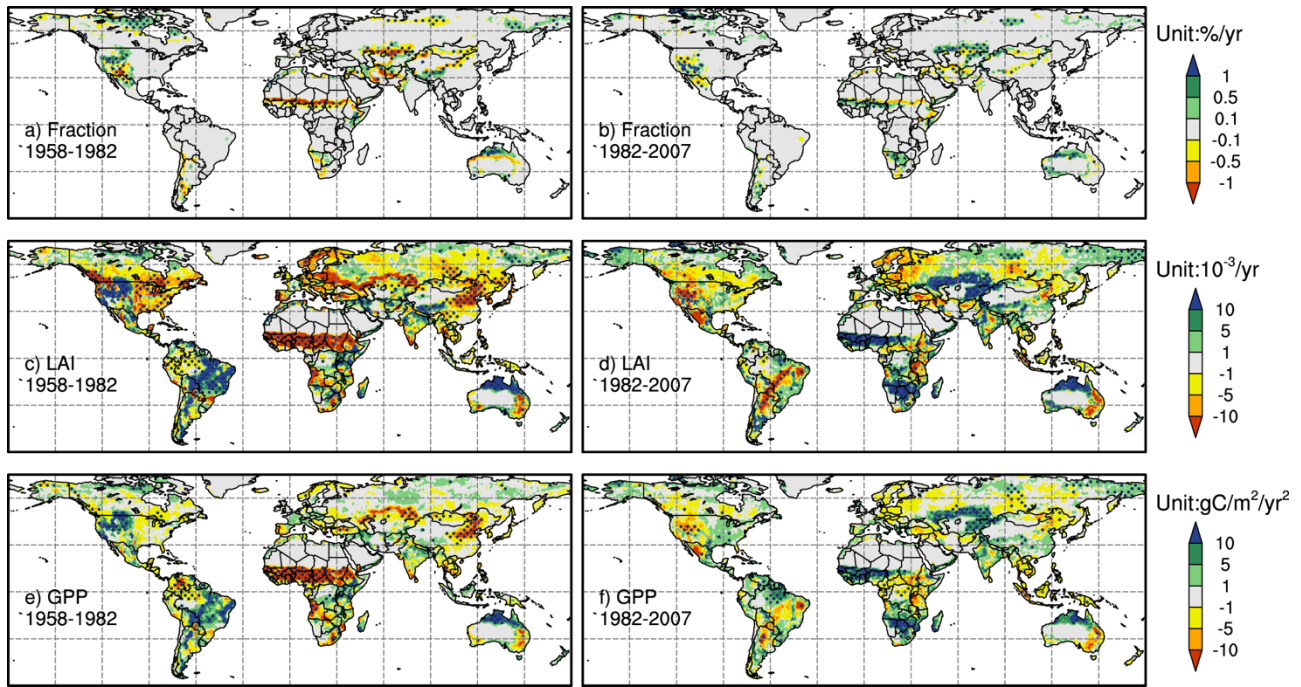 a) Fraction
1958-1982
b) Fraction
1982-2007
Unit:%/yr
1
0.5
0.1
-0.1
-0.5
-1
c) LAI
1958-1982
d) LAI
1982-2007
Unit:10⁻³/yr
10
5
1
-1
-5
-10
e) GPP
1958-1982
f) GPP
1982-2007
Unit:gC/m²/yr²
10
5
1
-1
-5
-10